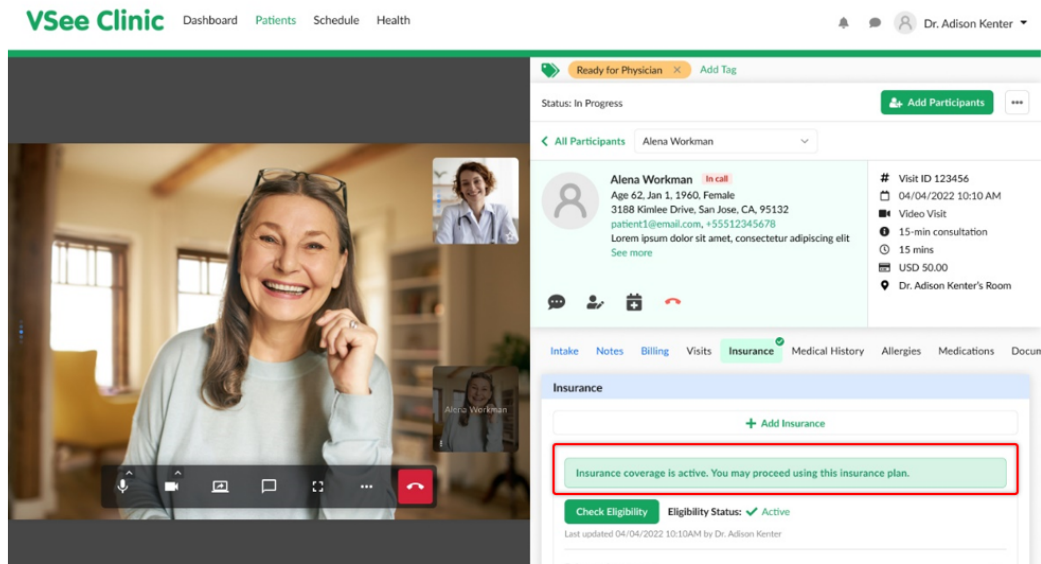 VSee Clinic Dashboard Patients Schedule Health Dr. Adison Kenter
Ready for Physician × Add Tag
Status: In Progress
Add Participants
All Participants Alena Workman
Alena Workman In call
Age 62, Jan 1, 1960, Female
3188 Kimlee Drive, San Jose, CA, 95132
patient1@email.com, +55512345678
Lorem ipsum dolor sit amet, consectetur adipiscing elit
See more
# Visit ID 123456
04/04/2022 10:10 AM
Video Visit
15-min consultation
15 mins
USD 50.00
Dr. Adison Kenter's Room
Intake Notes Billing Visits Insurance Medical History Allergies Medications Docum
Insurance
+ Add Insurance
Insurance coverage is active. You may proceed using this insurance plan.
Check Eligibility Eligibility Status: Active
Last updated 04/04/2022 10:10AM by Dr. Adison Kenter
Alena Workman